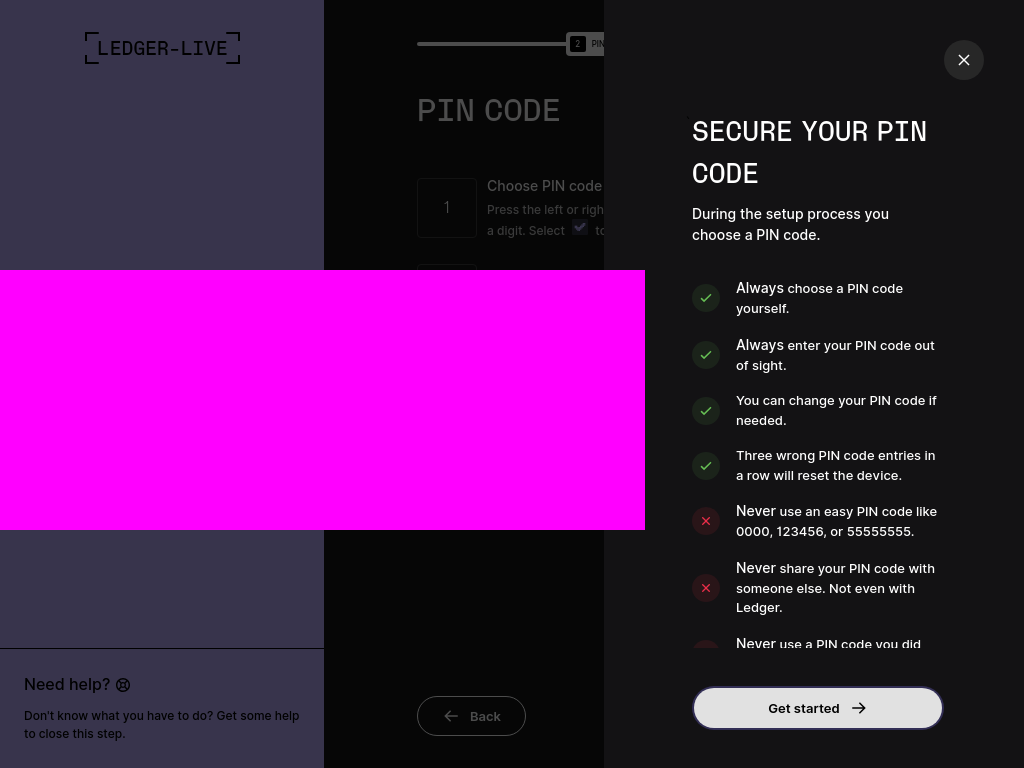 LEDGER-LIVE
Need help?
Don't know what you have to do? Get some help
to close this step.
2 PIN
PIN CODE
1
Choose PIN code
Press the left or righ
a digit. Select to
Back
SECURE YOUR PIN
CODE
During the setup process you
choose a PIN code.
Always choose a PIN code
yourself.
Always enter your PIN code out
of sight.
You can change your PIN code if
needed.
Three wrong PIN code entries in
a row will reset the device.
Never use an easy PIN code like
0000, 123456, or 55555555.
Never share your PIN code with
someone else. Not even with
Ledger.
Never use a PIN code you did
Get started